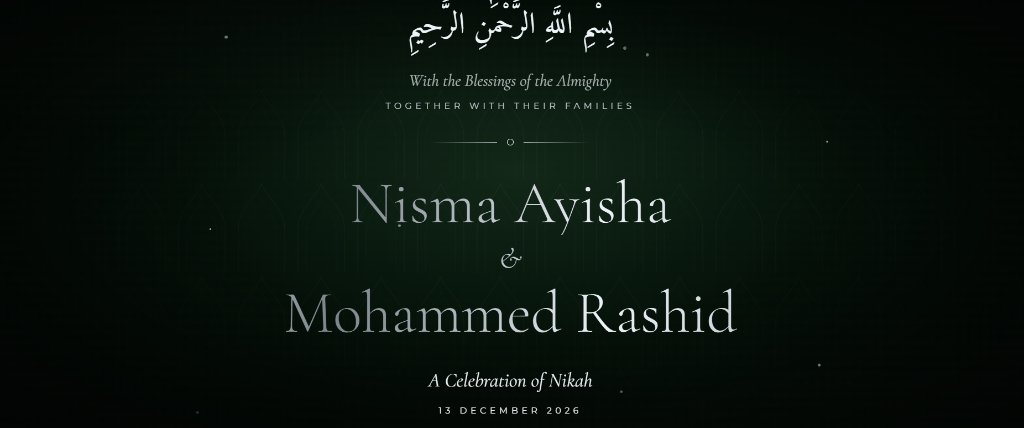 بِسْمِ اللَّهِ الرَّحْمَٰنِ الرَّحِيمِ
With the Blessings of the Almighty
TOGETHER WITH THEIR FAMILIES
Nisma Ayisha
&
Mohammed Rashid
A Celebration of Nikah
13 DECEMBER 2026